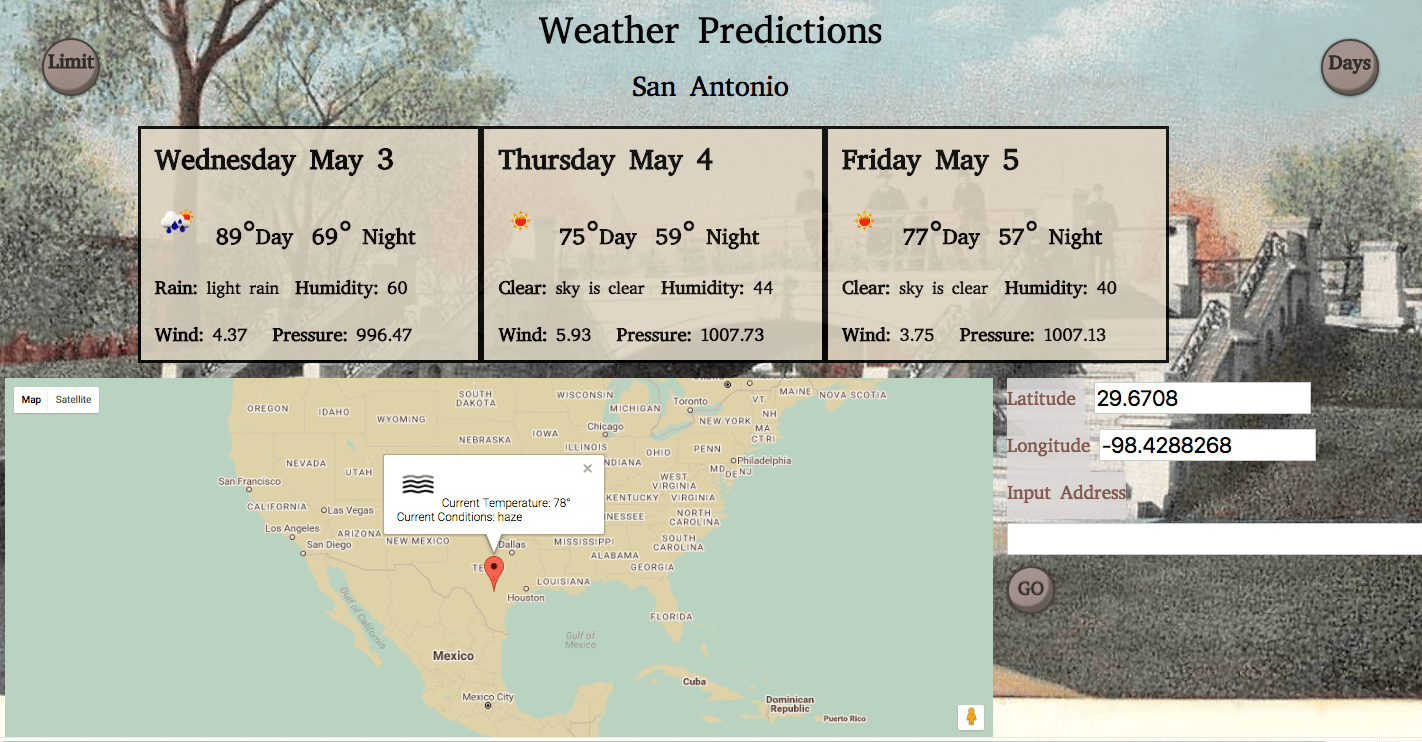 Weather Predictions
Limit
Days
San Antonio
Wednesday May 3
89°Day 69° Night
Rain: light rain Humidity: 60
Wind: 4.37 Pressure: 996.47
Thursday May 4
75°Day 59° Night
Clear: sky is clear Humidity: 44
Wind: 5.93 Pressure: 1007.73
Friday May 5
77°Day 57° Night
Clear: sky is clear Humidity: 40
Wind: 3.75 Pressure: 1007.13
Map Satellite
OREGON
IDAHO
WYOMING
SOUTH
DAKOTA
WISCONSIN
MICHIGAN
Toronto
VT
MAINE
NOVA SCOTIA
NH
NEW YORK
MA
CT RI
NEBRASKA
IOWA
Chicago
ILLINOIS
OHIO
PENN
Philadelphia
MD
DE
NJ
NEVADA
UTAH
WEST
VIRGINIA
KENTUCKY
VIRGINIA
San Francisco
CALIFORNIA
Las Vegas
Los Angeles
San Diego
ARIZONA
NEW MEXICO
Current Temperature: 78°
Current Conditions: haze
NORTH
CAROLINA
SOUTH
CAROLINA
Dallas
MISSISSIPPI
ALABAMA
GEORGIA
LOUISIANA
Houston
FLORIDA
Gulf of California
Gulf of
Mexico
Mexico
Mexico City
Cuba
Dominican
Republic
Puerto Rico
Latitude 29.6708
Longitude -98.4288268
Input Address
GO